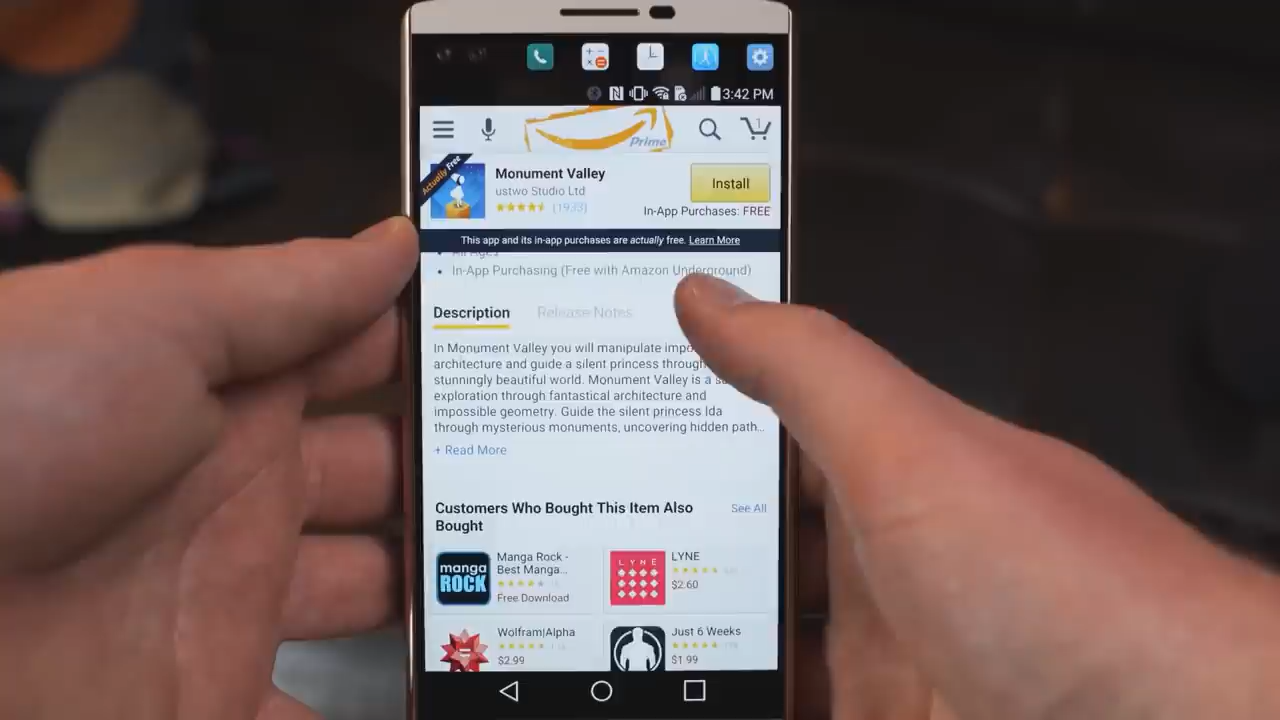 3:42 PM
Prime
1
Actually Free
Monument Valley
ustwo Studio Ltd
(1933)
Install
In-App Purchases: FREE
This app and its in-app purchases are actually free. Learn More
All Ages
In-App Purchasing (Free with Amazon Underground)
Description Release Notes
In Monument Valley you will manipulate
architecture and guide a silent princess through
stunningly beautiful world. Monument Valley is a
exploration through fantastical architecture and
impossible geometry. Guide the silent princess Ida
through mysterious monuments, uncovering hidden path...
+ Read More
Customers Who Bought This Item Also
Bought
See All
manga
ROCK
Manga Rock -
Best Manga...
Free Download
LYNE
LYNE
$2.60
Wolfram|Alpha
$2.99
Just 6 Weeks
$1.99